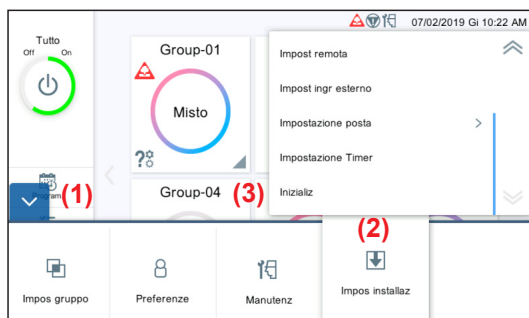 07/02/2019 Gi 10:22 AM
Tutto
Off On
Group-01
Misto
Impost remota
Impost ingr esterno
Impostazione posta
Impostazione Timer
Inizializ
Group-04
(1)
(3)
(2)
Impos gruppo
Preferenze
Manutenz
Impos installaz